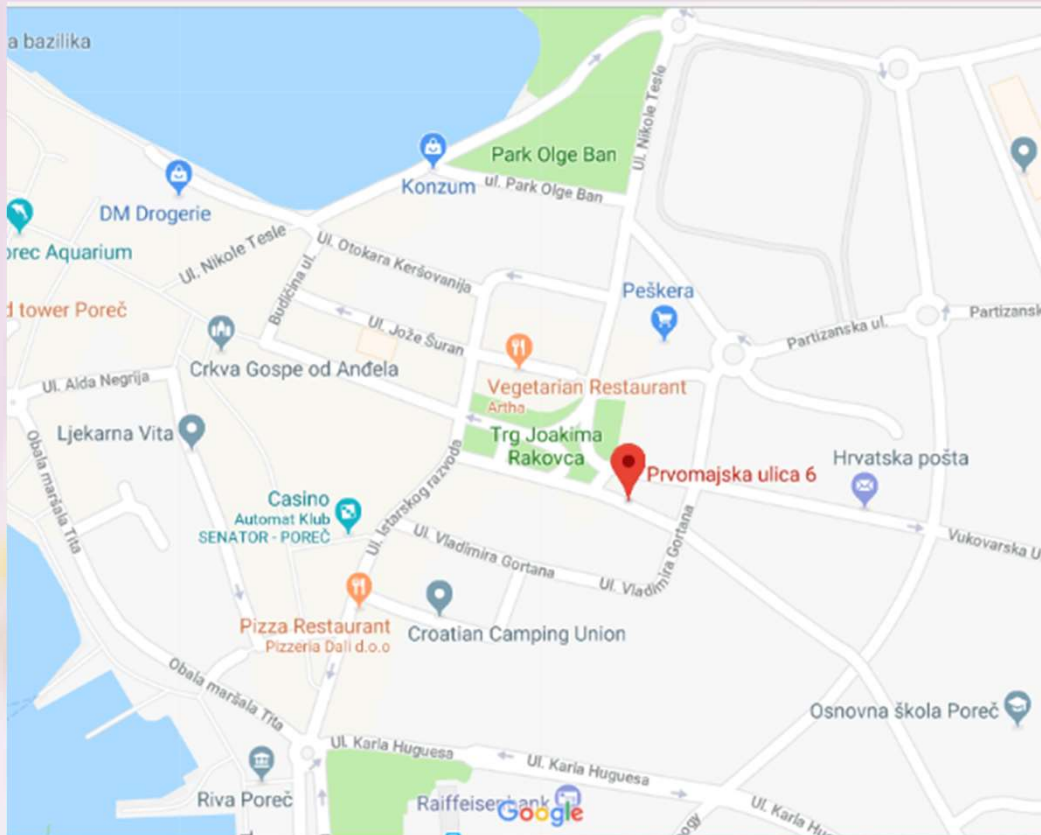 a bazilika
Park Olge Ban
Ul. Nikole Tesle
Konzum
ul. Park Olge Ban
DM Drogerie
orec Aquarium
Ul. Nikole Tesle
Ul. Otokara Keršovanija
Budičina ul.
Peškera
d tower Poreč
Ul. Jože Šuran
Partizanska ul.
Partizansk
Crkva Gospe od Anđela
Ul. Alda Negrija
Vegetarian Restaurant
Artha
Ljekarna Vita
Trg Joakima
Rakovca
Prvomajska ulica 6
Hrvatska pošta
Obala maršala Tita
Casino
Automat Klub
SENATOR - POREČ
Ul. Istarskog razvoda
Ul. Vladimira Gortana
Ul. Vladimira Gortana
Vukovarska U
Pizza Restaurant
Pizzeria Dali d.o.o
Croatian Camping Union
Obala maršala Tita
Osnovna škola Poreč
Ul. Karla Huguesa
Ul. Karla Huguesa
Riva Poreč
Raiffeisenbank
Google
Ul. Karla Hu
ogy